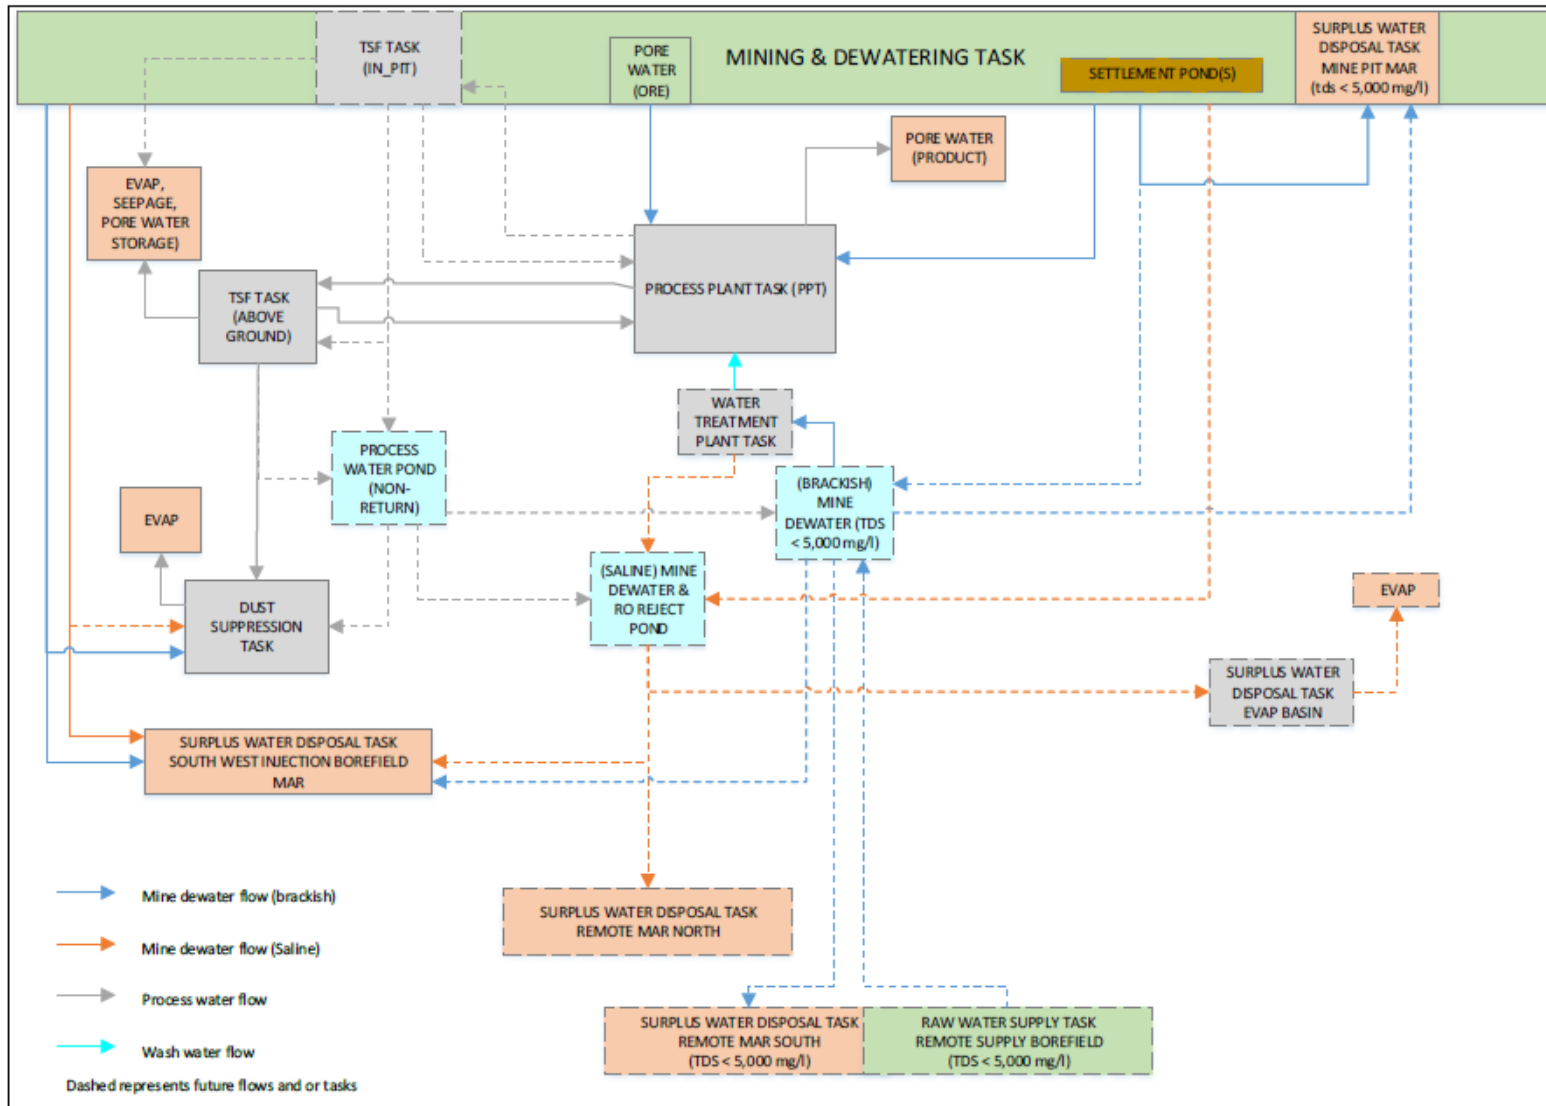 TSF TASK
(IN_PIT)
PORE
WATER
(ORE)
MINING & DEWATERING TASK
SETTLEMENT POND(S)
SURPLUS WATER
DISPOSAL TASK
MINE PIT MAR
(tds < 5,000 mg/l)
PORE WATER
(PRODUCT)
EVAP,
SEEPAGE,
PORE WATER
STORAGE)
TSF TASK
(ABOVE
GROUND)
PROCESS PLANT TASK (PPT)
WATER
TREATMENT
PLANT TASK
PROCESS
WATER POND
(NON-
RETURN)
(BRACKISH)
MINE
DEWATER (TDS
< 5,000 mg/l)
EVAP
(SALINE) MINE
DEWATER &
RO REJECT
POND
DUST
SUPPRESSION
TASK
EVAP
SURPLUS WATER
DISPOSAL TASK
EVAP BASIN
SURPLUS WATER DISPOSAL TASK
SOUTH WEST INJECTION BOREFIELD
MAR
SURPLUS WATER DISPOSAL TASK
REMOTE MAR NORTH
SURPLUS WATER DISPOSAL TASK
REMOTE MAR SOUTH
(TDS < 5,000 mg/l)
RAW WATER SUPPLY TASK
REMOTE SUPPLY BOREFIELD
(TDS < 5,000 mg/l)
Mine dewater flow (brackish)
Mine dewater flow (Saline)
Process water flow
Wash water flow
Dashed represents future flows and or tasks